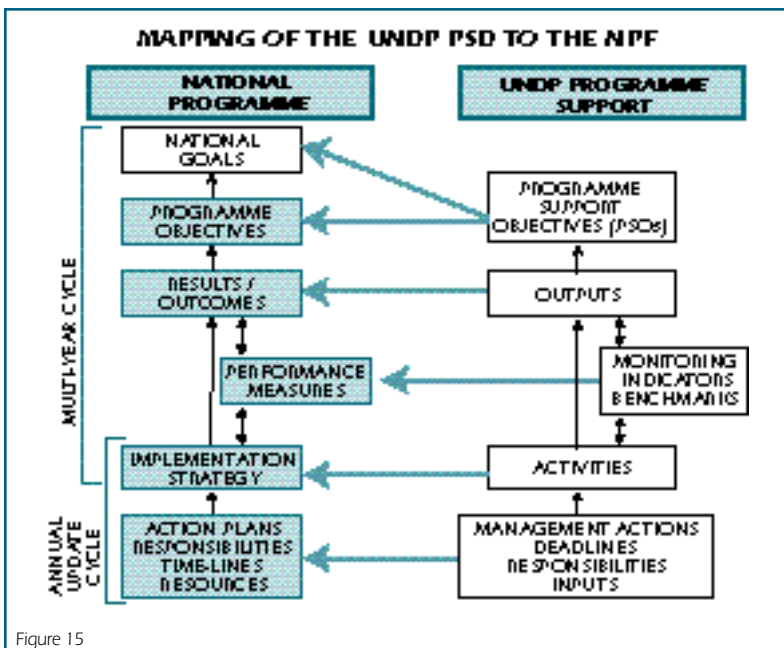 MAPPING OF THE UNDP PSD TO THE NPF
NATIONAL
PROGRAMME
UNDP PROGRAMME
SUPPORT
NATIONAL
GOALS
PROGRAMME
OBJECTIVES
PROGRAMME
SUPPORT
OBJECTIVES (PSOs)
RESULTS /
OUTCOMES
OUTPUTS
PERFORMANCE
MEASURES
MONITORING
INDICATORS
BENCHMARKS
IMPLEMENTATION
STRATEGY
ACTIVITIES
ACTION PLANS
RESPONSIBILITIES
TIME-LINES
RESOURCES
MANAGEMENT ACTIONS
DEADLINES
RESPONSIBILITIES
INPUTS
MULTI-YEAR CYCLE
ANNUAL
UPDATE
CYCLE
Figure 15